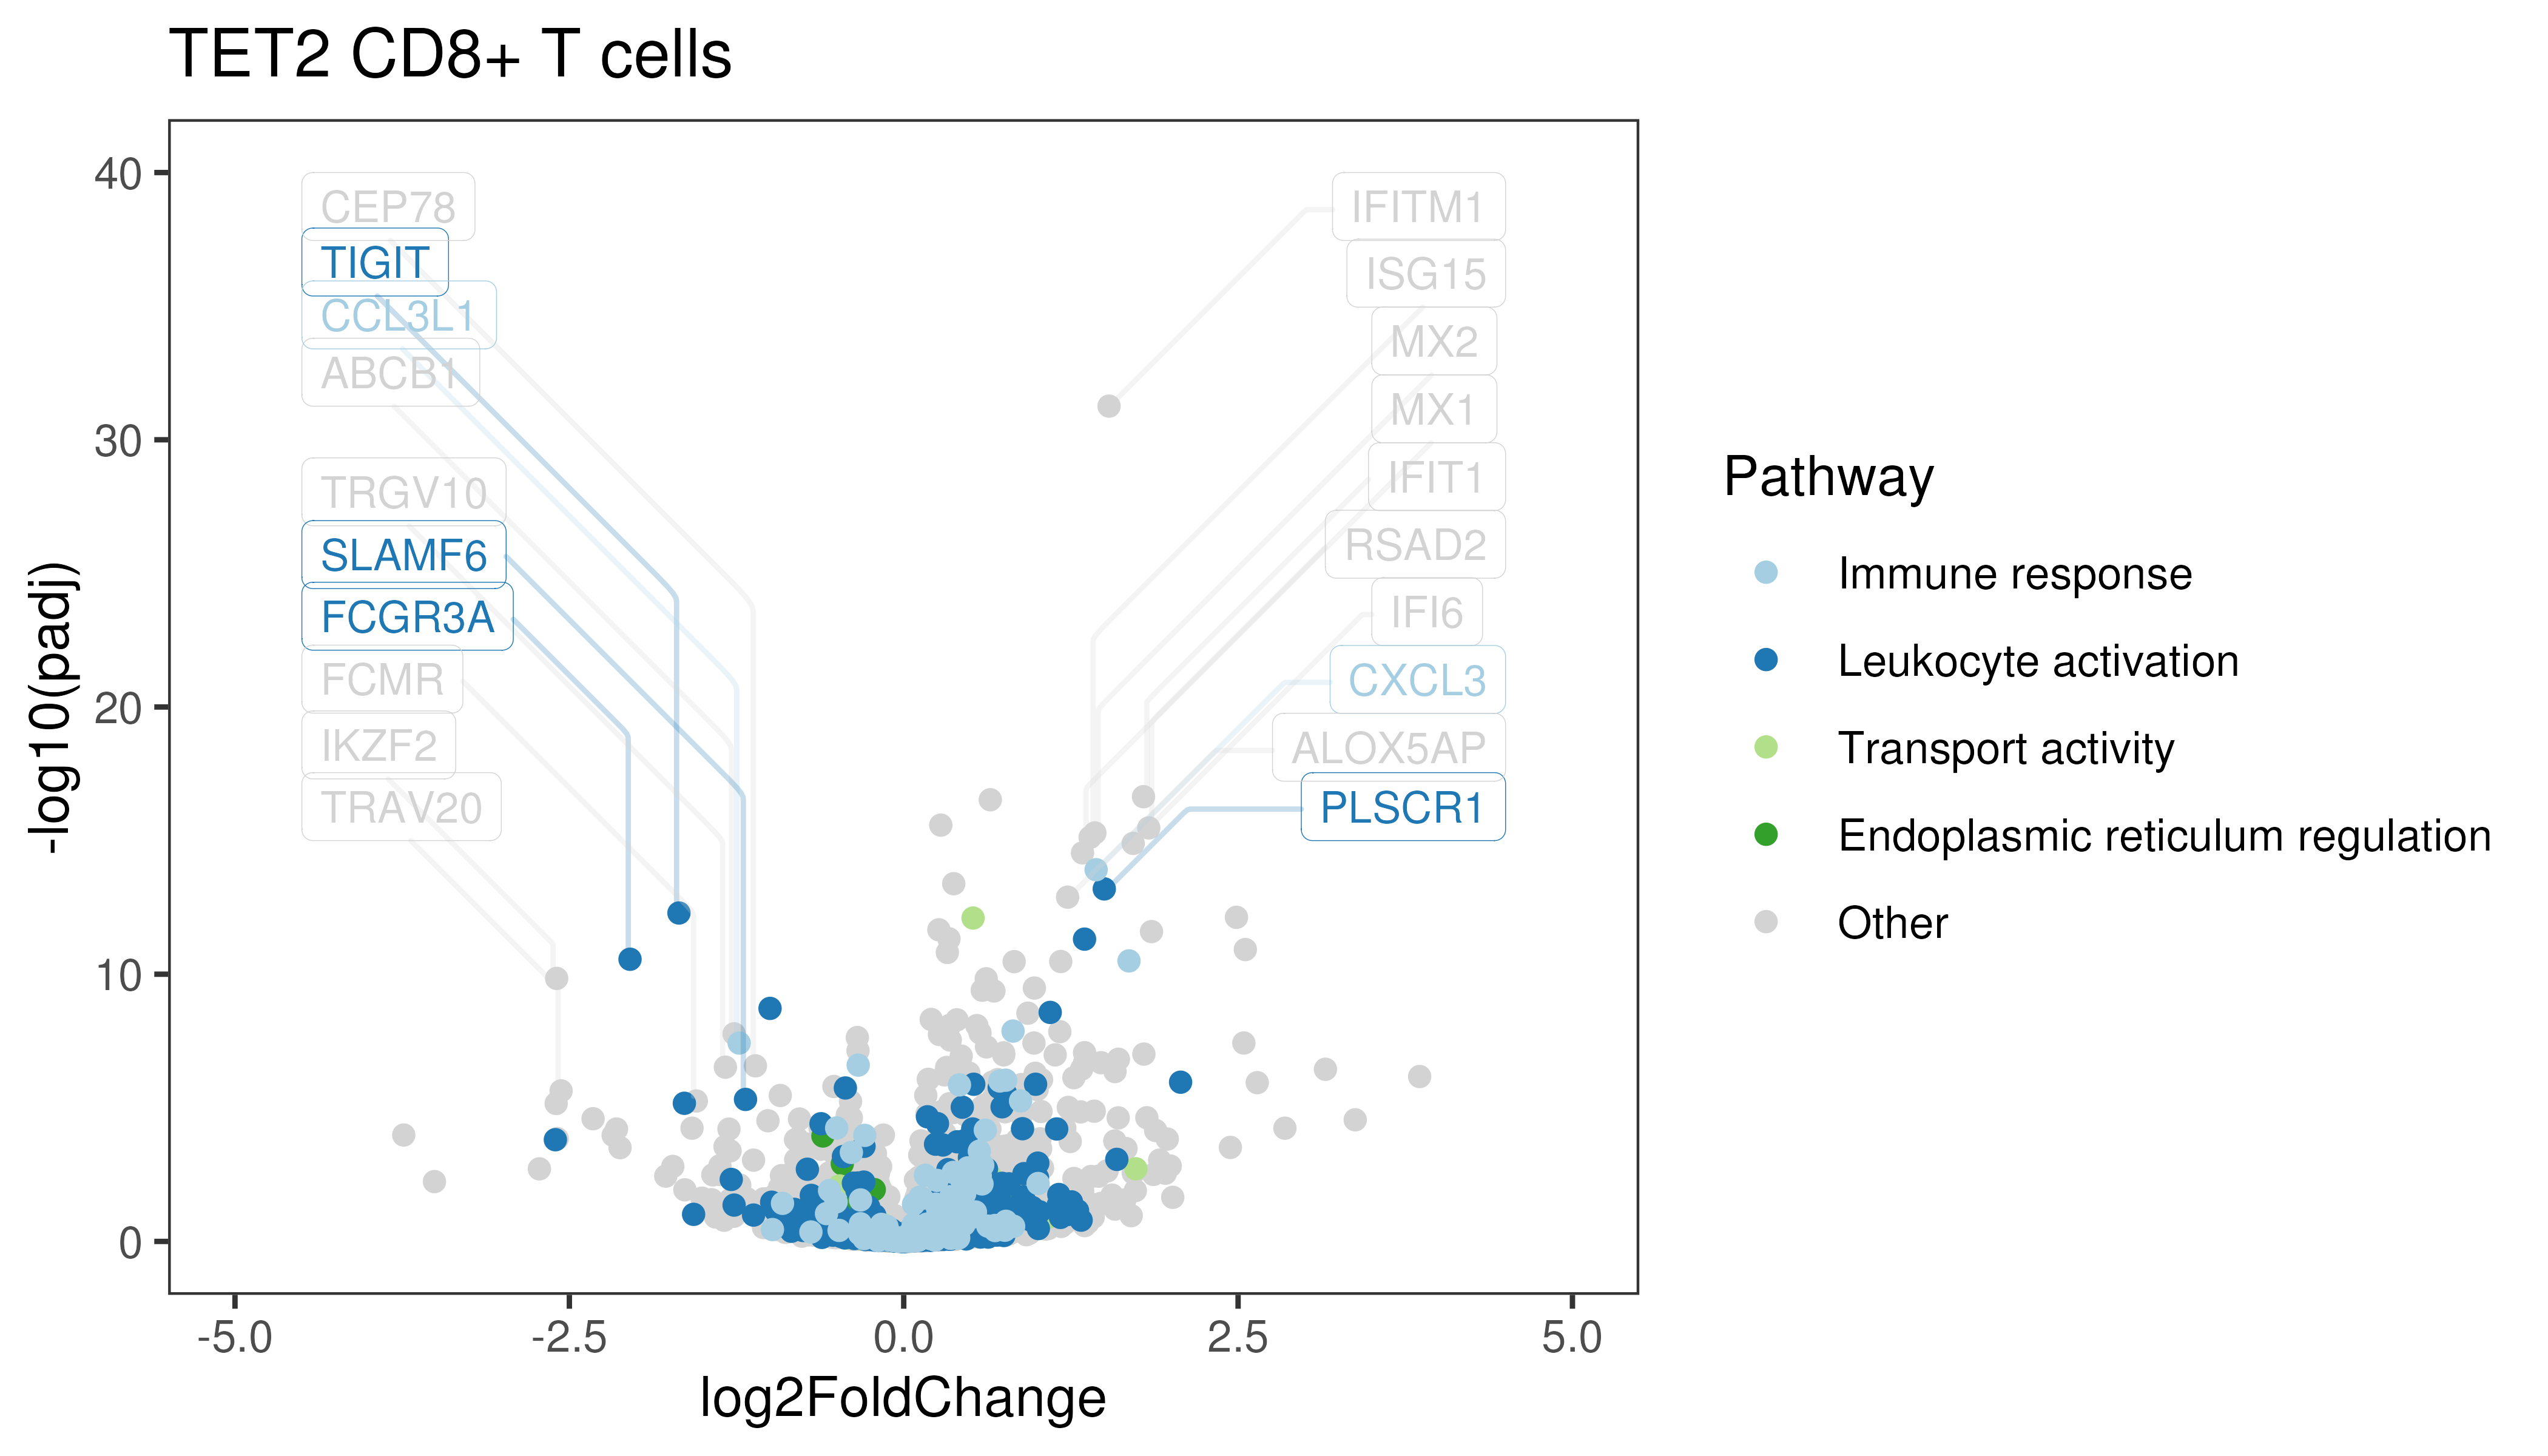 TET2 CD8+ T cells
40
30
20
10
0
-log10(padj)
CEP78
TIGIT
CCL3L1
ABCB1
TRGV10
SLAMF6
FCGR3A
FCMR
IKZF2
TRAV20
IFITM1
ISG15
MX2
MX1
IFIT1
RSAD2
IFI6
CXCL3
ALOX5AP
PLSCR1
-5.0
-2.5
0.0
2.5
5.0
log2FoldChange
Pathway
Immune response
Leukocyte activation
Transport activity
Endoplasmic reticulum regulation
Other